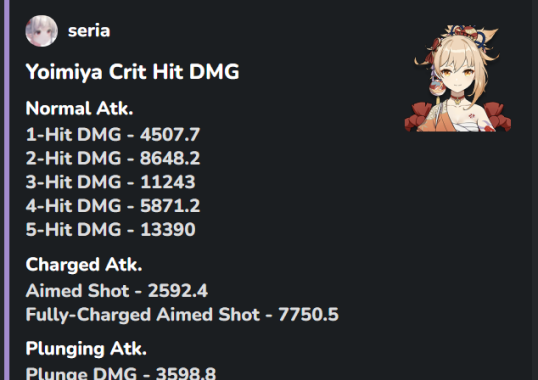 seria
Yoimiya Crit Hit DMG
Normal Atk.
1-Hit DMG - 4507.7
2-Hit DMG - 8648.2
3-Hit DMG - 11243
4-Hit DMG - 5871.2
5-Hit DMG - 13390
Charged Atk.
Aimed Shot - 2592.4
Fully-Charged Aimed Shot - 7750.5
Plunging Atk.
Plunge DMG - 3598.8